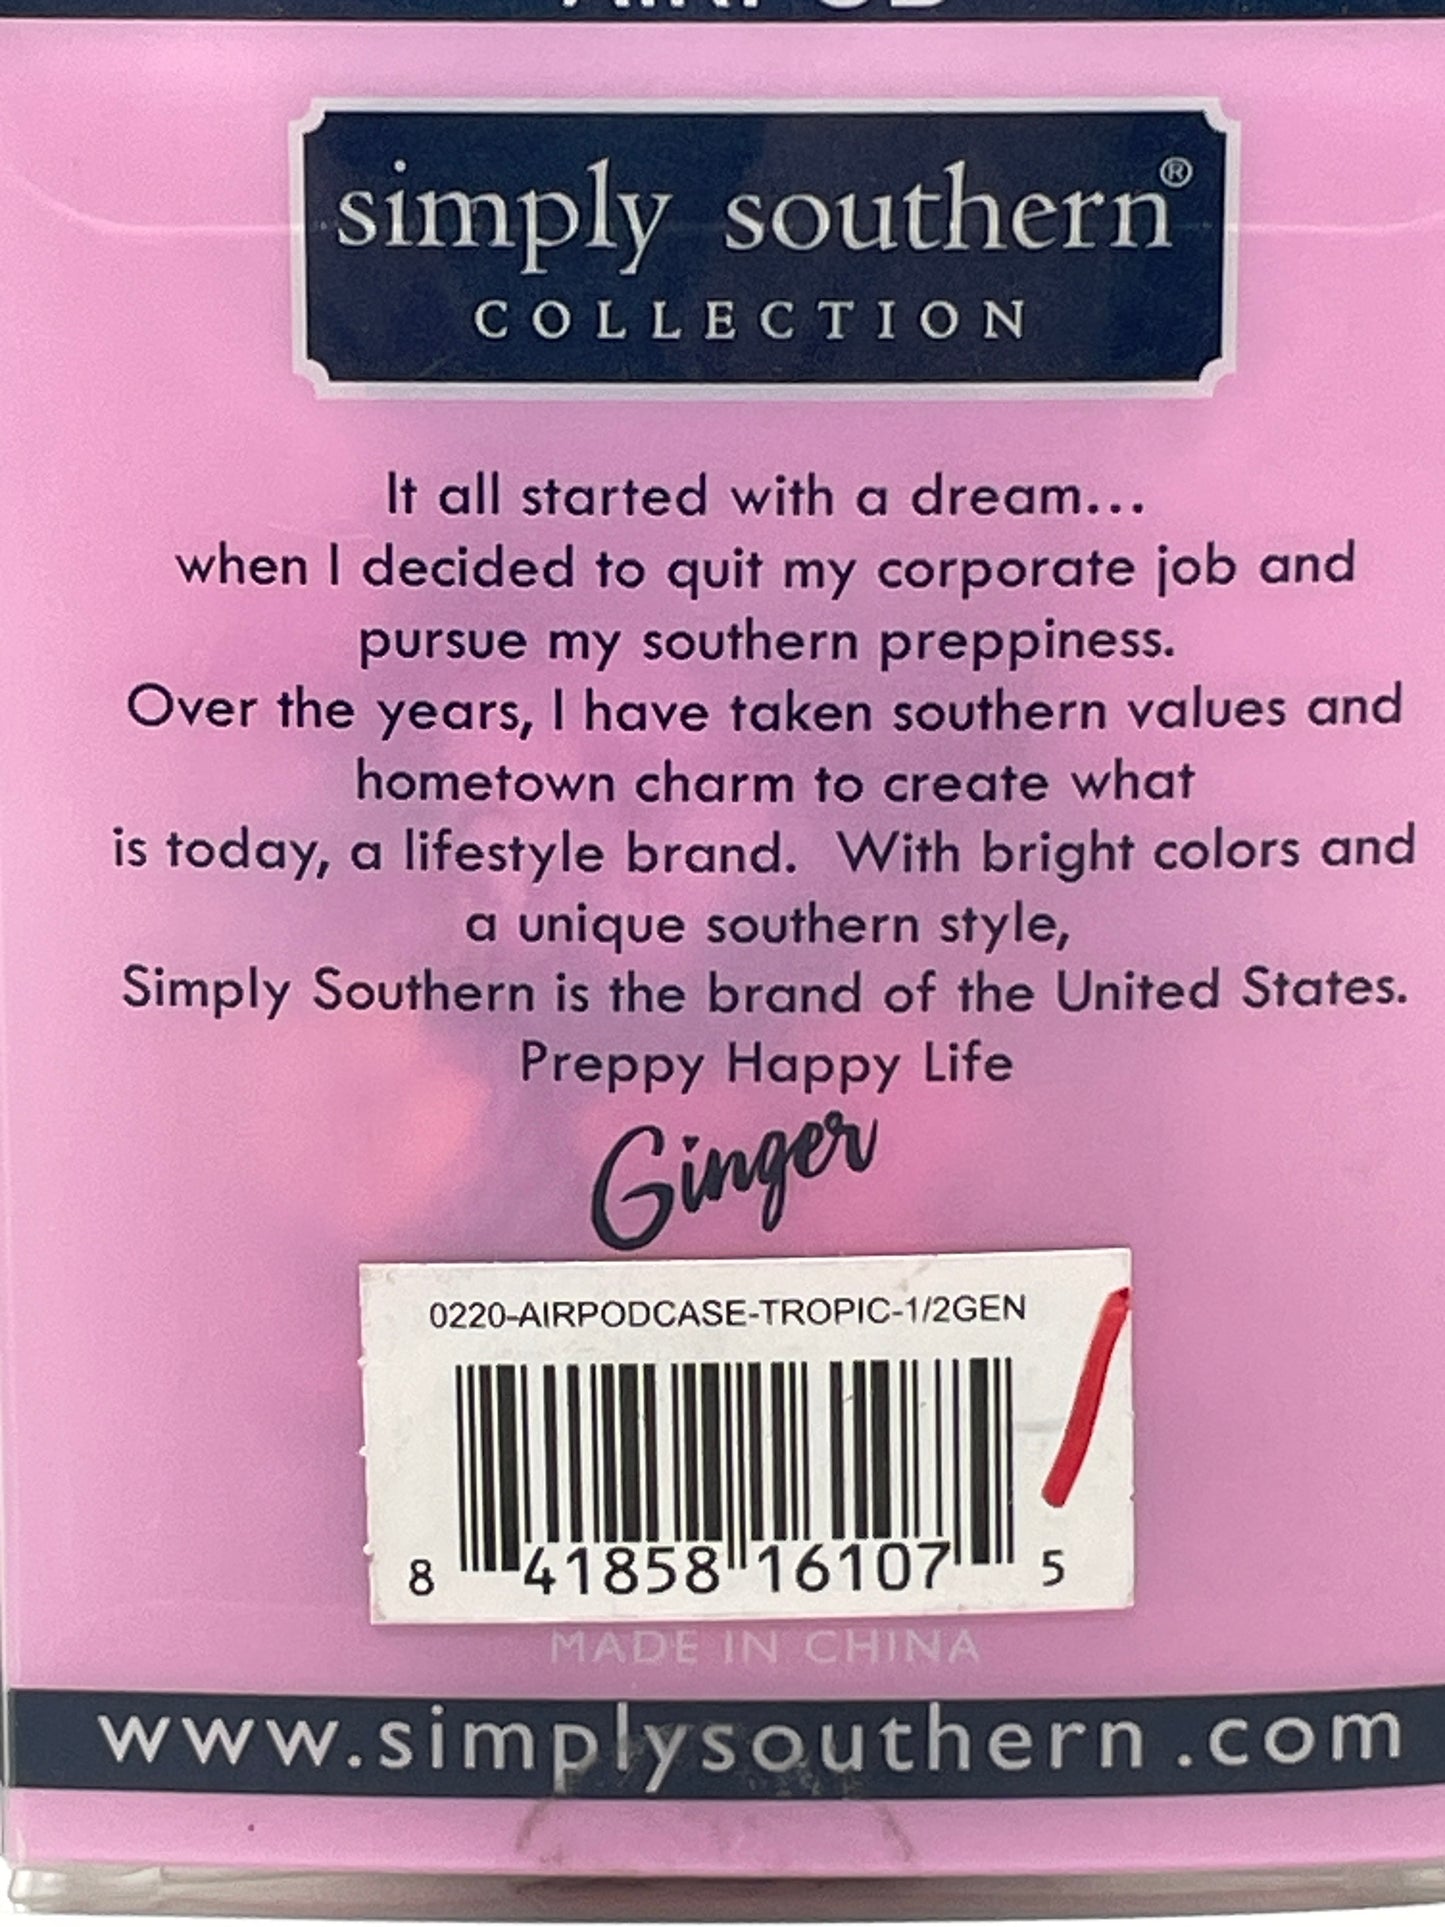 AIRPOD
simply southern®
COLLECTION
It all started with a dream...
when I decided to quit my corporate job and
pursue my southern preppiness.
Over the years, I have taken southern values and
hometown charm to create what
is today, a lifestyle brand. With bright colors and
a unique southern style,
Simply Southern is the brand of the United States.
Preppy Happy Life
Ginger
0220-AIRPODCASE-TROPIC-1/2GEN
8 41858 16107 5
MADE IN CHINA
www.simplysouthern.com